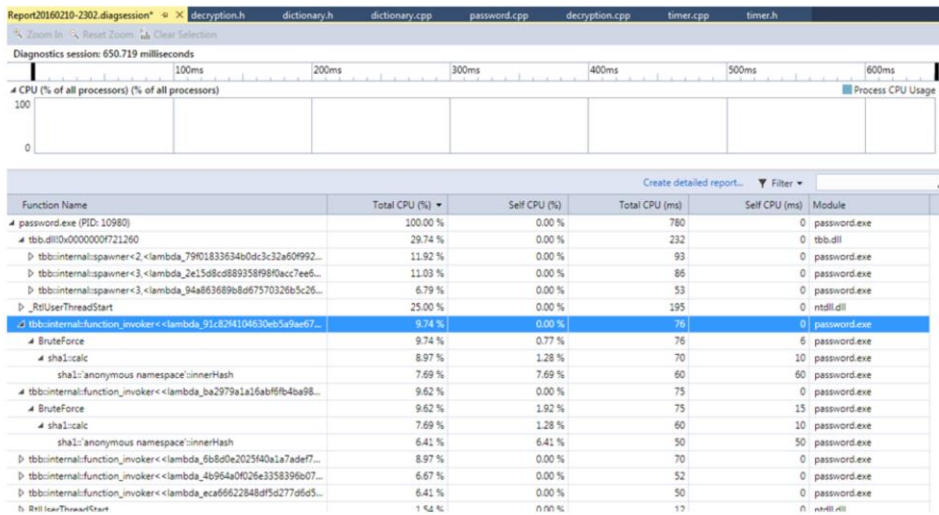 Report20160210-2302.diagsession* decryption.h dictionary.h dictionary.cpp password.cpp decryption.cpp timer.cpp timer.h
Zoom In Reset Zoom Clear Selection
Diagnostics session: 650.719 milliseconds
100ms 200ms 300ms 400ms 500ms 600ms
CPU (% of all processors) (% of all processors) Process CPU Usage
100
0
Create detailed report... Filter
Function Name Total CPU (%) Self CPU (%) Total CPU (ms) Self CPU (ms) Module
password.exe (PID: 10980) 100.00 % 0.00 % 780 0 password.exe
tbb.dll!0x0000000f721260 29.74 % 0.00 % 232 0 tbb.dll
tbb::internal::spawner<2,<lambda_79f01833634b0dc3c32a60f992... 11.92 % 0.00 % 93 0 password.exe
tbb::internal::spawner<3,<lambda_2e15d8cd889358f98f0acc7ee6... 11.03 % 0.00 % 86 0 password.exe
tbb::internal::spawner<3,<lambda_94a863689b8d67570326b5c26... 6.79 % 0.00 % 53 0 password.exe
_RtlUserThreadStart 25.00 % 0.00 % 195 0 ntdll.dll
tbb::internal::function_invoker<<lambda_91c82f4104630eb5a9ae67... 9.74 % 0.00 % 76 0 password.exe
BruteForce 9.74 % 0.77 % 76 6 password.exe
sha1::calc 8.97 % 1.28 % 70 10 password.exe
sha1::'anonymous namespace'::innerHash 7.69 % 7.69 % 60 60 password.exe
tbb::internal::function_invoker<<lambda_ba2979a1a16abf6fb4ba98... 9.62 % 0.00 % 75 0 password.exe
BruteForce 9.62 % 1.92 % 75 15 password.exe
sha1::calc 7.69 % 1.28 % 60 10 password.exe
sha1::'anonymous namespace'::innerHash 6.41 % 6.41 % 50 50 password.exe
tbb::internal::function_invoker<<lambda_6b8d0e2025f40a1a7adef7... 8.97 % 0.00 % 70 0 password.exe
tbb::internal::function_invoker<<lambda_4b964a0f026e3358396b07... 6.67 % 0.00 % 52 0 password.exe
tbb::internal::function_invoker<<lambda_eca66622848df5d277d6d5... 6.41 % 0.00 % 50 0 password.exe
RtlUserThreadStart 1.54 % 0.00 % 12 0 ntdll.dll